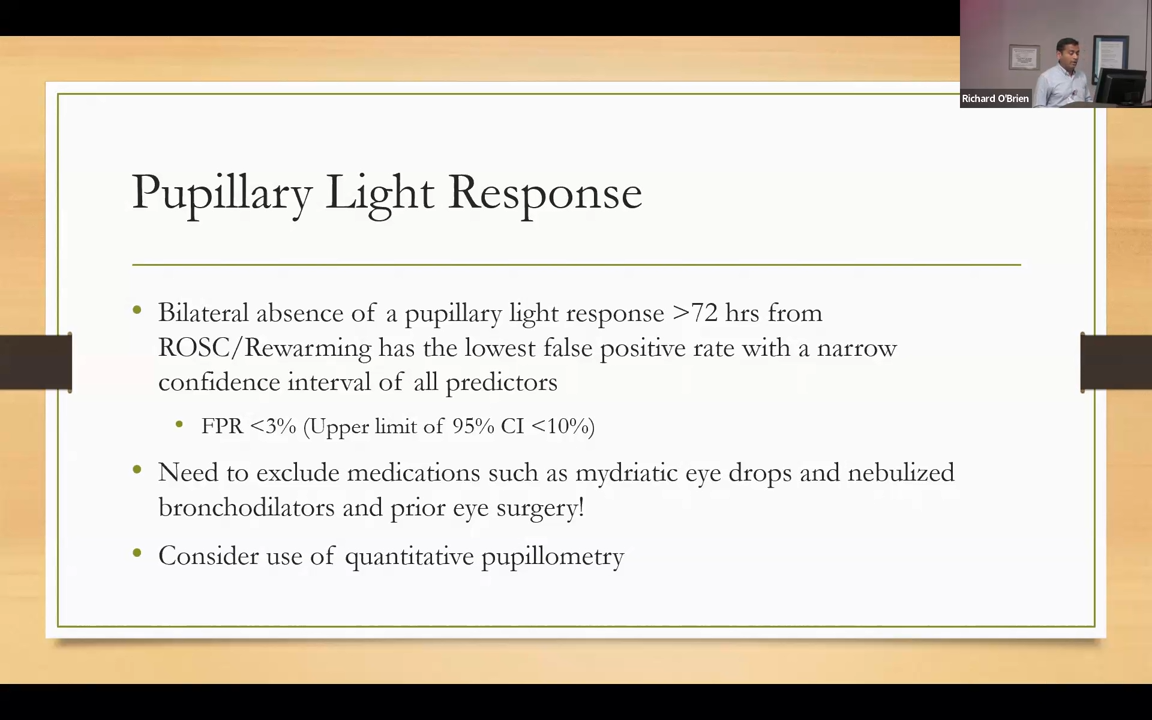 Richard O'Brien
Pupillary Light Response
• Bilateral absence of a pupillary light response >72 hrs from
ROSC/Rewarming has the lowest false positive rate with a narrow
confidence interval of all predictors
• FPR <3% (Upper limit of 95% CI <10%)
• Need to exclude medications such as mydriatic eye drops and nebulized
bronchodilators and prior eye surgery!
• Consider use of quantitative pupillometry